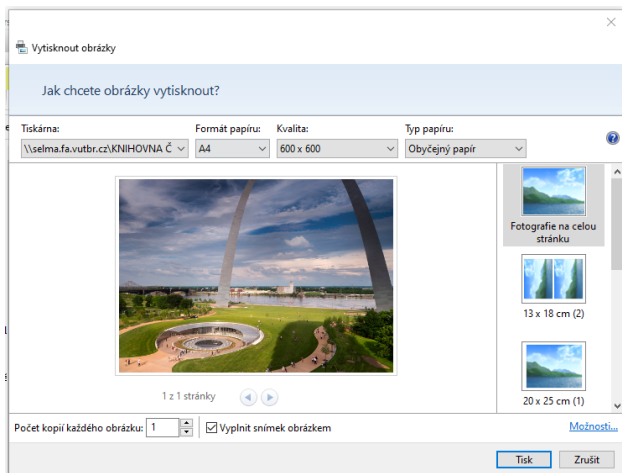 Vytisknout obrázky
Jak chcete obrázky vytisknout?
Tiskárna: Formát papíru: Kvalita: Typ papíru:
\\selma.fa.vutbr.cz\KNIHOVNA Č A4 600 x 600 Obyčejný papír
Fotografie na celou
stránku
13 x 18 cm (2)
20 x 25 cm (1)
1 z 1 stránky
Počet kopií každého obrázku: 1 Vyplnit snímek obrázkem Možnosti...
Tisk Zrušit